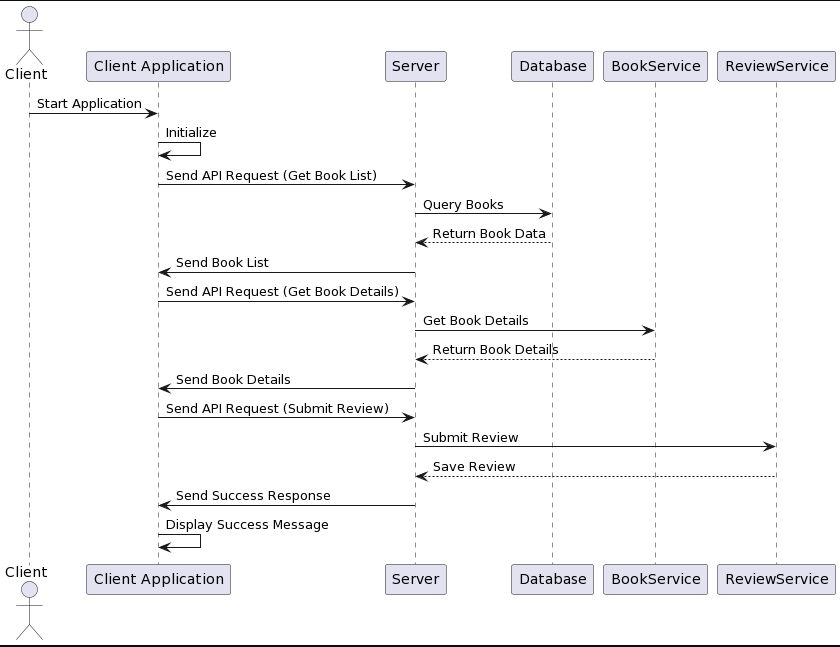 Client
Client Application
Server
Database
BookService
ReviewService
Start Application
Initialize
Send API Request (Get Book List)
Query Books
Return Book Data
Send Book List
Send API Request (Get Book Details)
Get Book Details
Return Book Details
Send Book Details
Send API Request (Submit Review)
Submit Review
Save Review
Send Success Response
Display Success Message
Client
Client Application
Server
Database
BookService
ReviewService